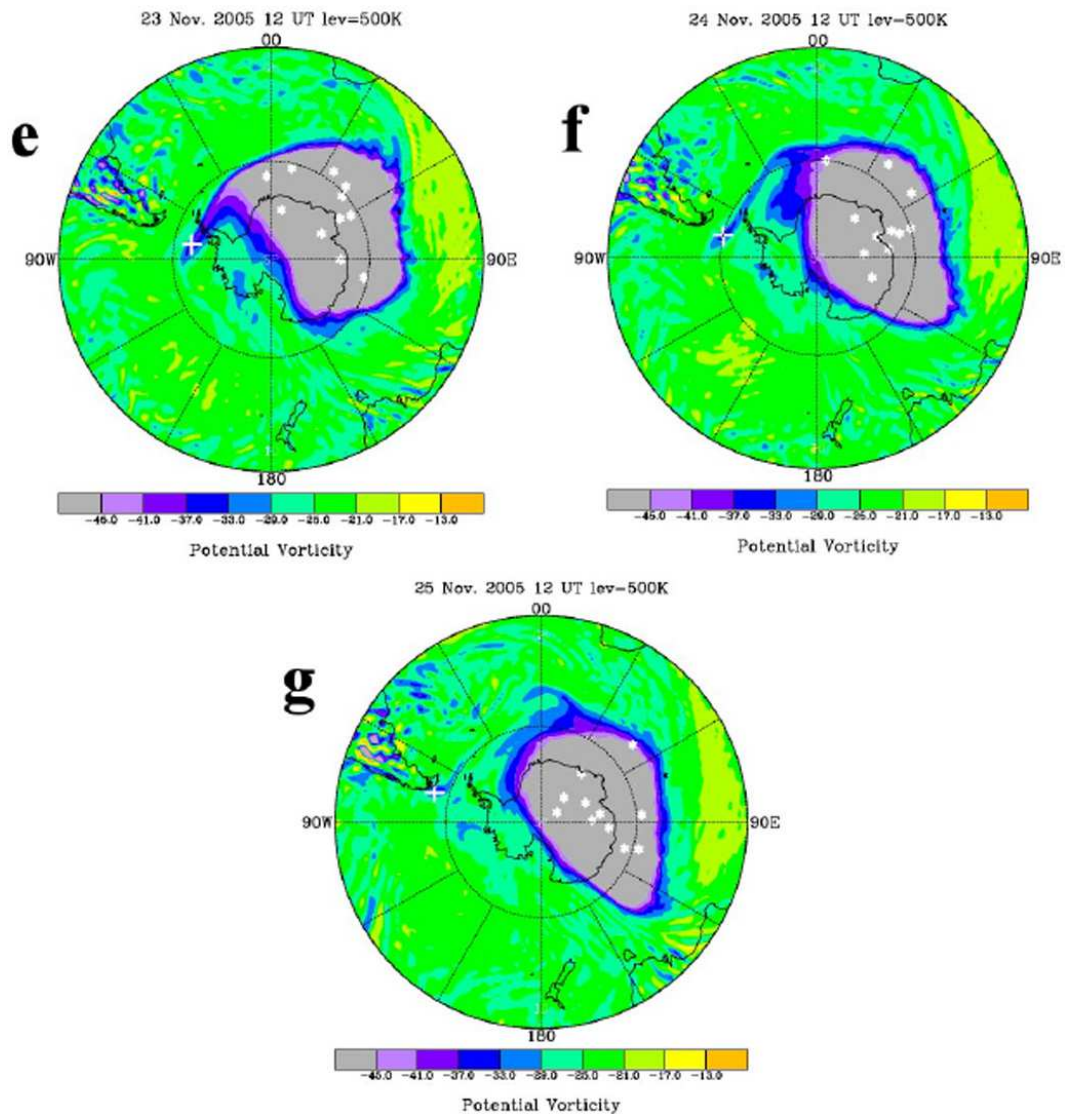 23 Nov. 2005 12 UT lev=500K
00
e
90W
90E
180
-45.0 -41.0 -37.0 -33.0 -29.0 -25.0 -21.0 -17.0 -13.0
Potential Vorticity
24 Nov. 2005 12 UT lev=500K
00
f
90W
90E
180
-45.0 -41.0 -37.0 -33.0 -29.0 -25.0 -21.0 -17.0 -13.0
Potential Vorticity
25 Nov. 2005 12 UT lev=500K
00
g
90W
90E
180
-45.0 -41.0 -37.0 -33.0 -29.0 -25.0 -21.0 -17.0 -13.0
Potential Vorticity